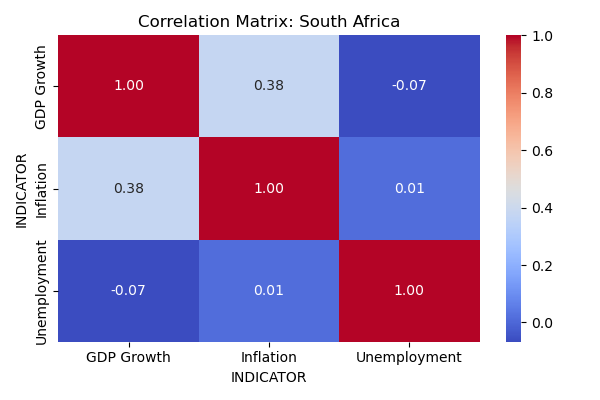 Correlation Matrix: South Africa
INDICATOR
GDP Growth
1.00
0.38
-0.07
Inflation
0.38
1.00
0.01
Unemployment
-0.07
0.01
1.00
GDP Growth
Inflation
Unemployment
INDICATOR
1.0
0.8
0.6
0.4
0.2
0.0